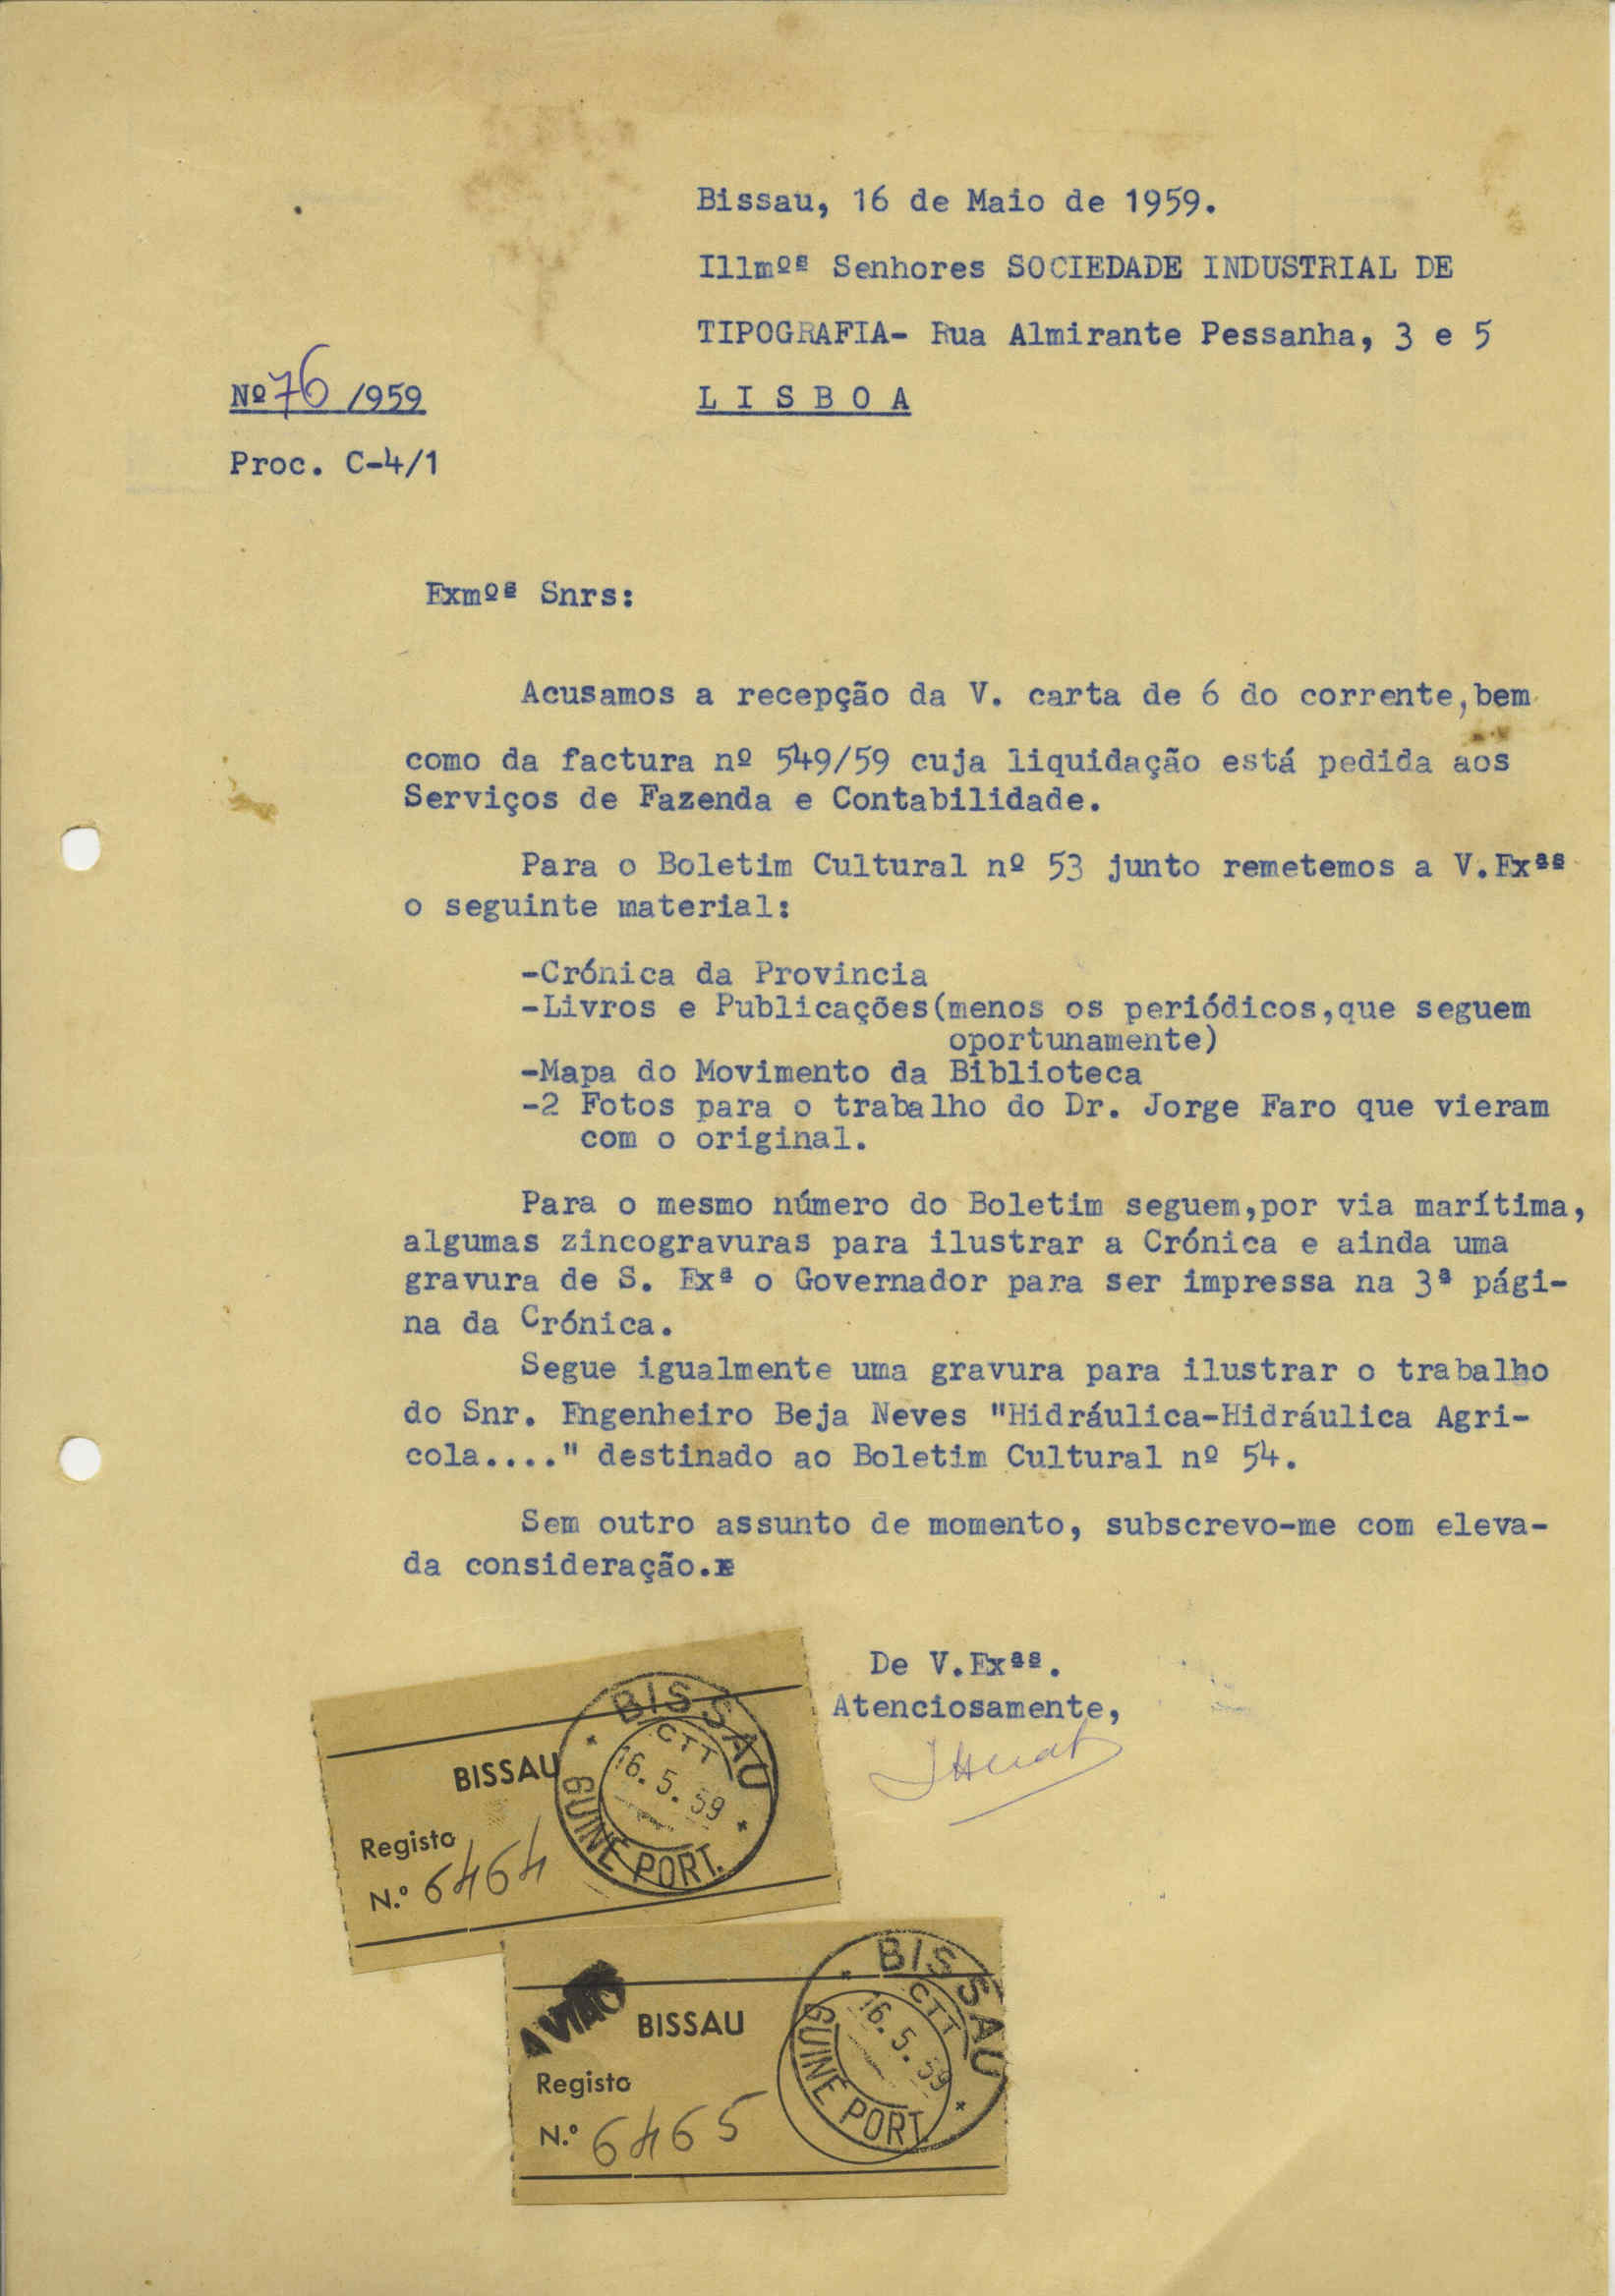 Bissau, 16 de Maio de 1959.
Illmºs Senhores SOCIEDADE INDUSTRIAL DE
TIPOGRAFIA- Rua Almirante Pessanha, 3 e 5
L I S B O A
Nº 76 /959
Proc. C-4/1
Exmºs Snrs:
Acusamos a recepção da V. carta de 6 do corrente,bem
como da factura nº 549/59 cuja liquidação está pedida aos
Serviços de Fazenda e Contabilidade.
Para o Boletim Cultural nº 53 junto remetemos a V.Exªs
o seguinte material:
-Crónica da Provincia
-Livros e Publicações(menos os periódicos,que seguem
oportunamente)
-Mapa do Movimento da Biblioteca
-2 Fotos para o trabalho do Dr. Jorge Faro que vieram
com o original.
Para o mesmo número do Boletim seguem,por via marítima,
algumas zincogravuras para ilustrar a Crónica e ainda uma
gravura de S. Exª o Governador para ser impressa na 3ª pági-
na da Crónica.
Segue igualmente uma gravura para ilustrar o trabalho
do Snr. Engenheiro Beja Neves "Hidráulica-Hidráulica Agri-
cola...." destinado ao Boletim Cultural nº 54.
Sem outro assunto de momento, subscrevo-me com eleva-
da consideração.
De V.Exªs.
Atenciosamente,
BISSAU
Registo
N.º 6464
BISSAU
CTT
16. 5. 59
GUINÉ PORT.
AVIÃO
BISSAU
Registo
N.º 6465
BISSAU
CTT
16. 5. 59
GUINÉ PORT.